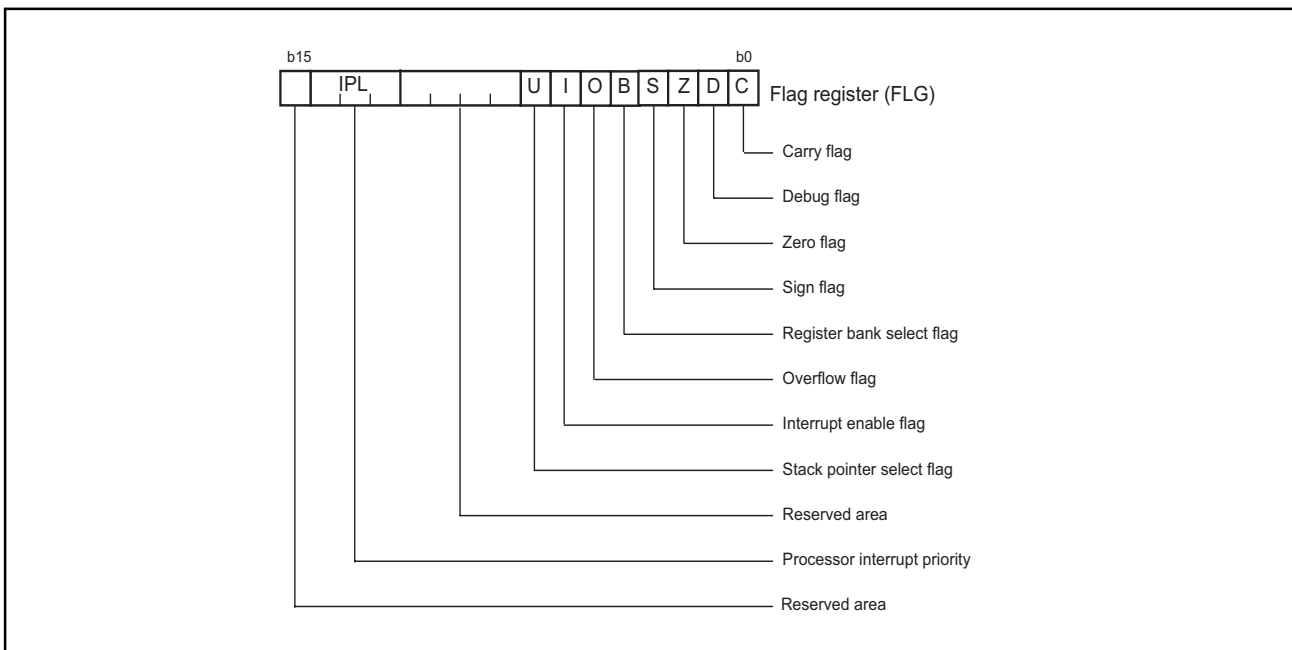 b15 b0
IPL U I O B S Z D C Flag register (FLG)
Carry flag
Debug flag
Zero flag
Sign flag
Register bank select flag
Overflow flag
Interrupt enable flag
Stack pointer select flag
Reserved area
Processor interrupt priority
Reserved area